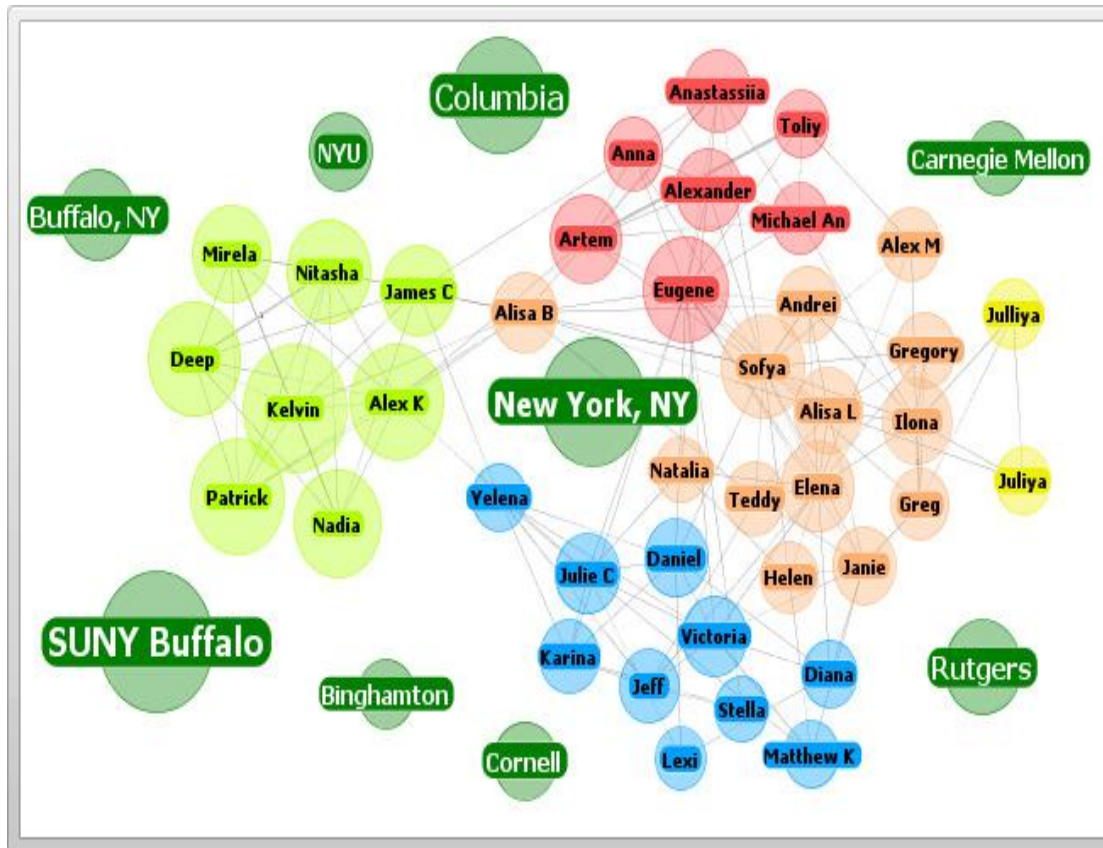 Columbia
Anastassiia
Toliy
NYU
Anna
Carnegie Mellon
Alexander
Buffalo, NY
Michael An
Artem
Alex M
Mirela
Nitasha
James C
Eugene
Andrei
Alisa B
Julliya
Deep
Sofya
Gregory
Kelvin
Alex K
New York, NY
Alisa L
Ilona
Natalia
Patrick
Yelena
Teddy
Elena
Greg
Juliya
Nadia
Daniel
Julie C
Helen
Janie
SUNY Buffalo
Victoria
Karina
Rutgers
Binghamton
Jeff
Diana
Stella
Cornell
Lexi
Matthew K